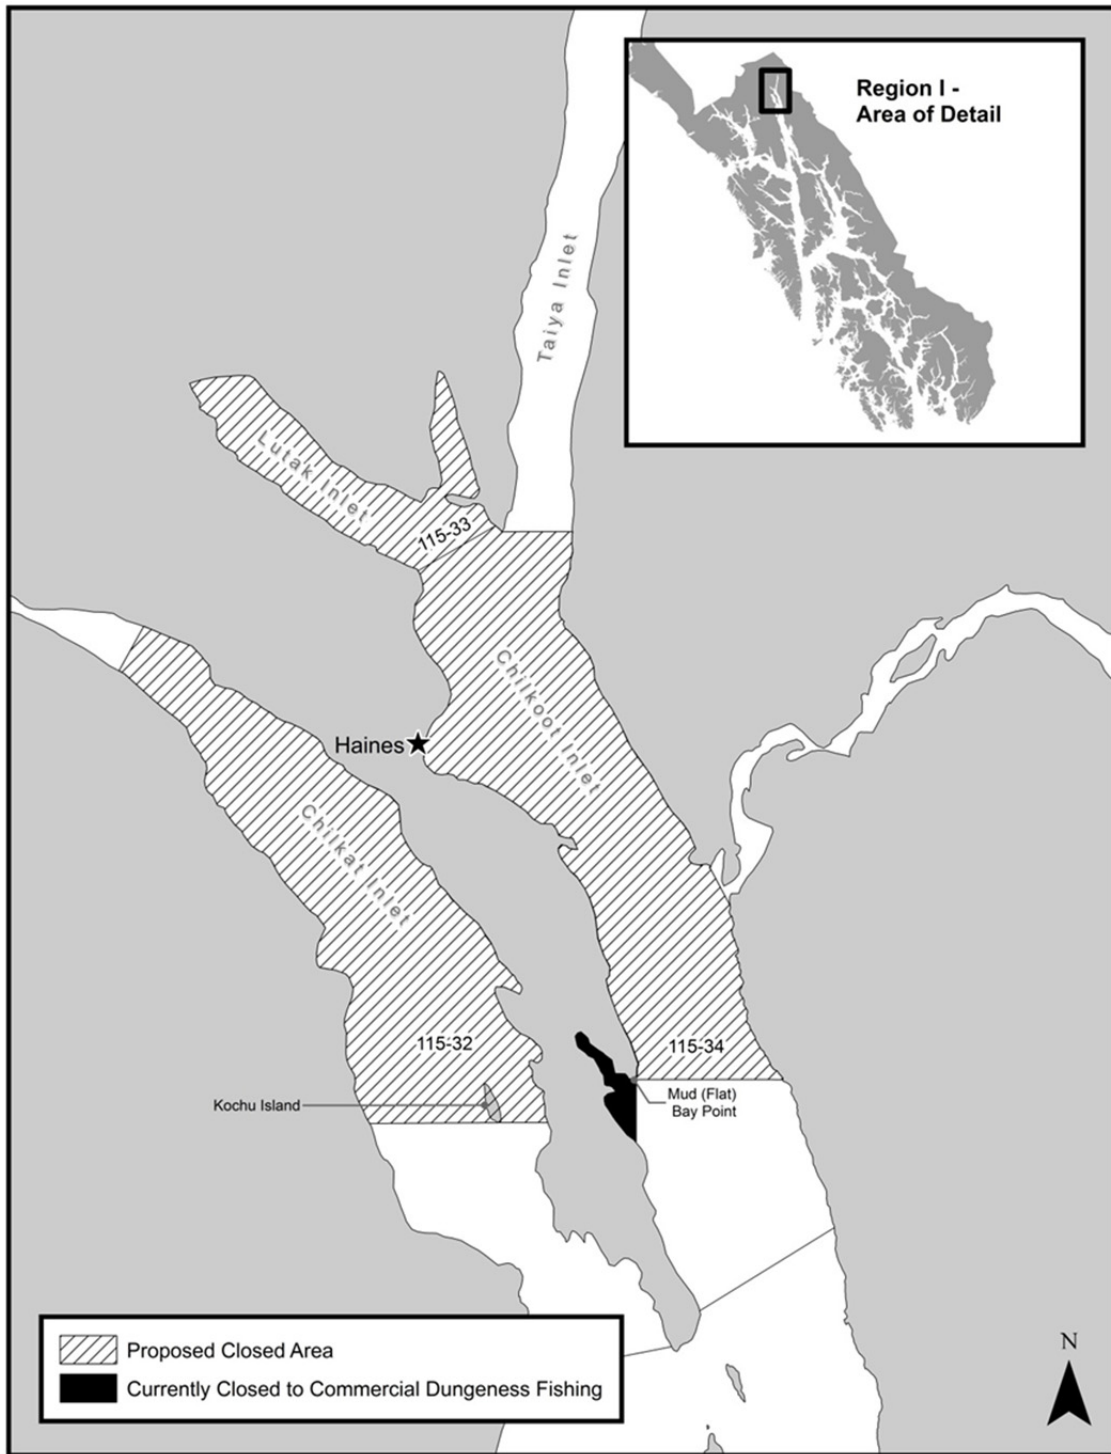 Region I -
Area of Detail
Taiya Inlet
Lutak Inlet
115-33
Chilkoot Inlet
Haines
Chilkat Inlet
115-32
115-34
Kochu Island
Mud (Flat)
Bay Point
Proposed Closed Area
Currently Closed to Commercial Dungeness Fishing
N